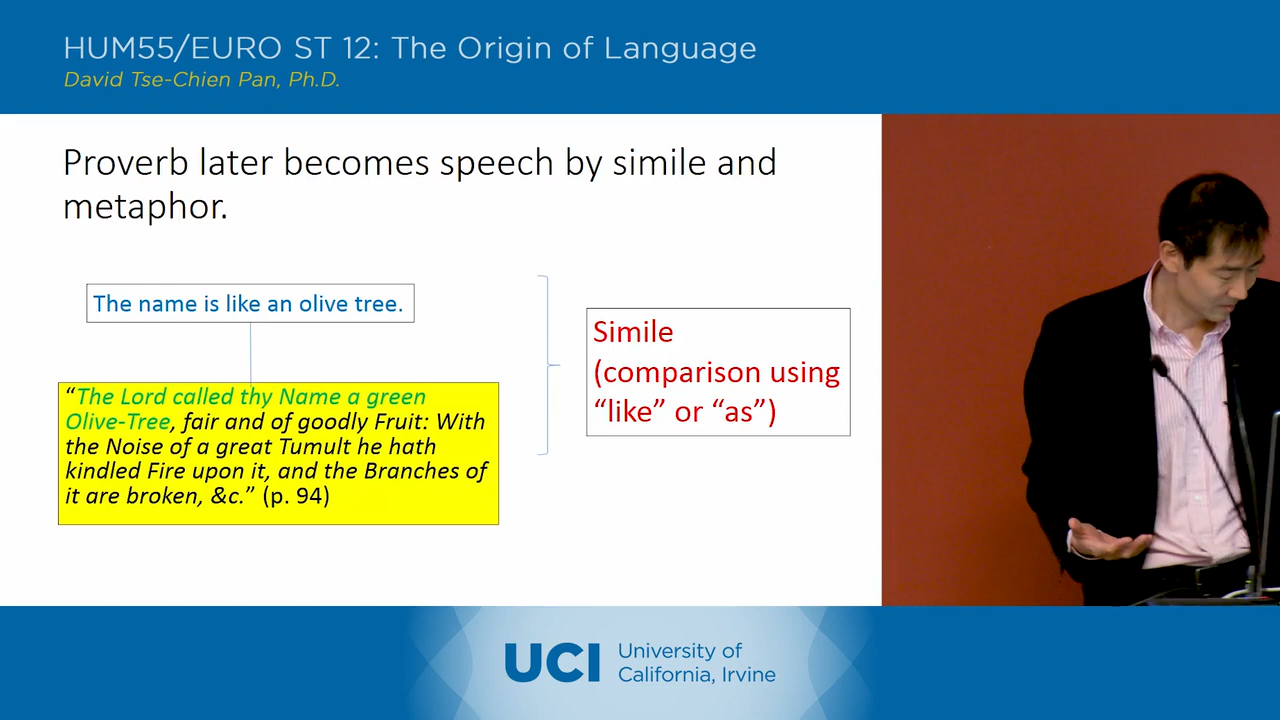 HUM55/EURO ST 12: The Origin of Language
David Tse-Chien Pan, Ph.D.
Proverb later becomes speech by simile and
metaphor.
The name is like an olive tree.
“The Lord called thy Name a green
Olive-Tree, fair and of goodly Fruit: With
the Noise of a great Tumult he hath
kindled Fire upon it, and the Branches of
it are broken, &c.” (p. 94)
Simile
(comparison using
“like” or “as”)
UCI
University of
California, Irvine